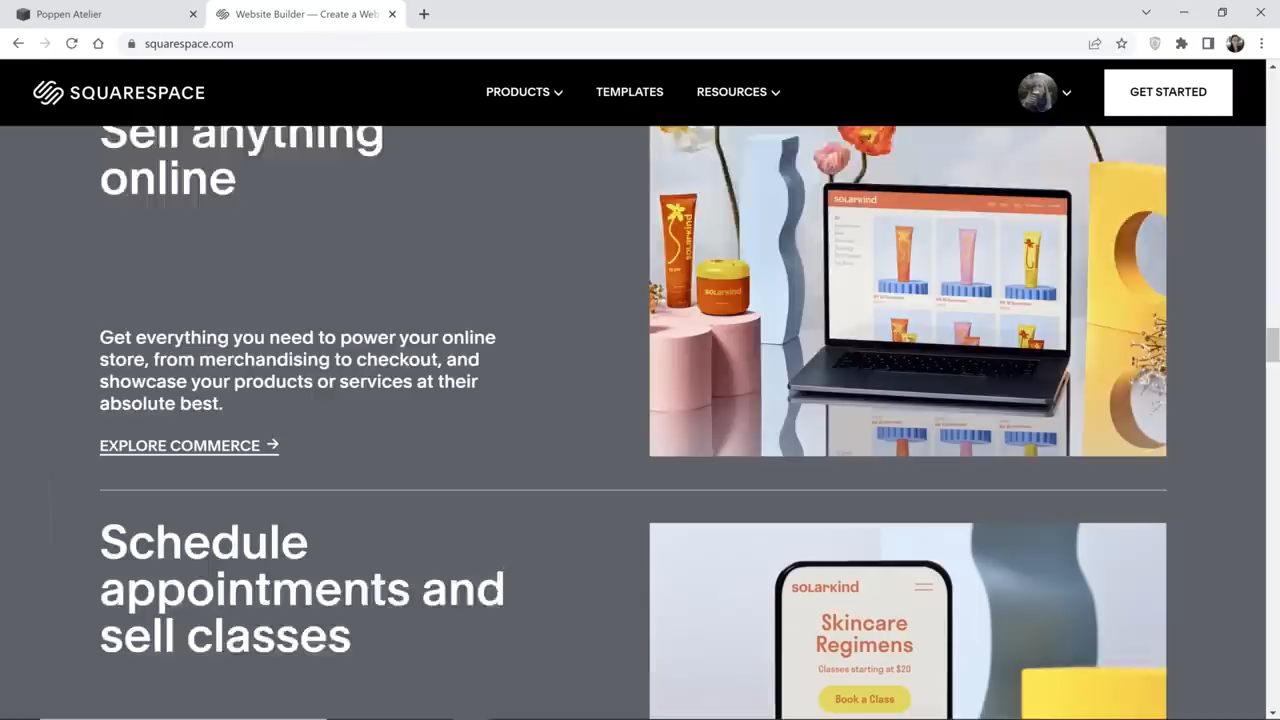 Poppen Atelier
Website Builder — Create a Web
squarespace.com
SQUARESPACE
PRODUCTS
TEMPLATES
RESOURCES
GET STARTED
Sell anything
online
Get everything you need to power your online
store, from merchandising to checkout, and
showcase your products or services at their
absolute best.
EXPLORE COMMERCE
solarkind
solarkind
solarkind
Schedule
appointments and
sell classes
solarkind
Skincare
Regimens
Classes starting at $20
Book a Class